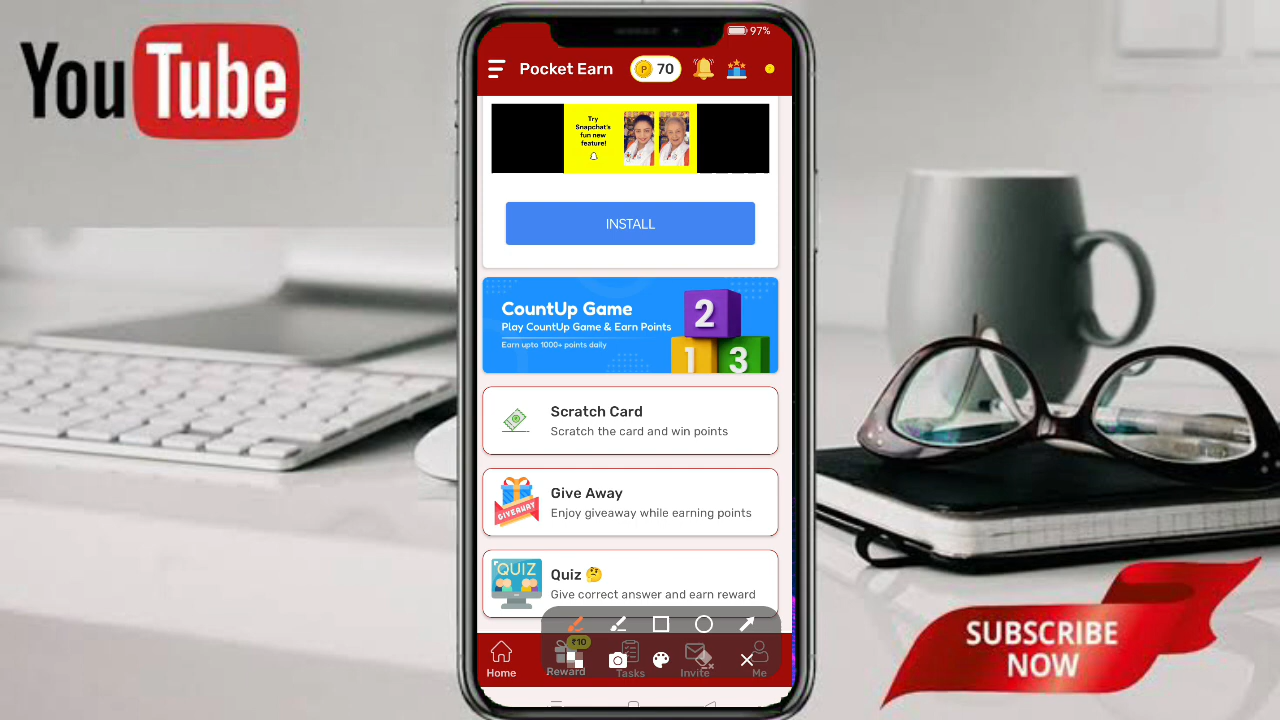 YouTube
97%
Pocket Earn
P
70
Try
Snapchat's
fun new
feature!
INSTALL
CountUp Game
Play CountUp Game & Earn Points
Earn upto 1000+ points daily
2
1
3
Scratch Card
Scratch the card and win points
GIVEAWAY
Give Away
Enjoy giveaway while earning points
QUIZ
Quiz 🤔
Give correct answer and earn reward
₹10
Home
Reward
Tasks
Invite
Me
SUBSCRIBE
NOW